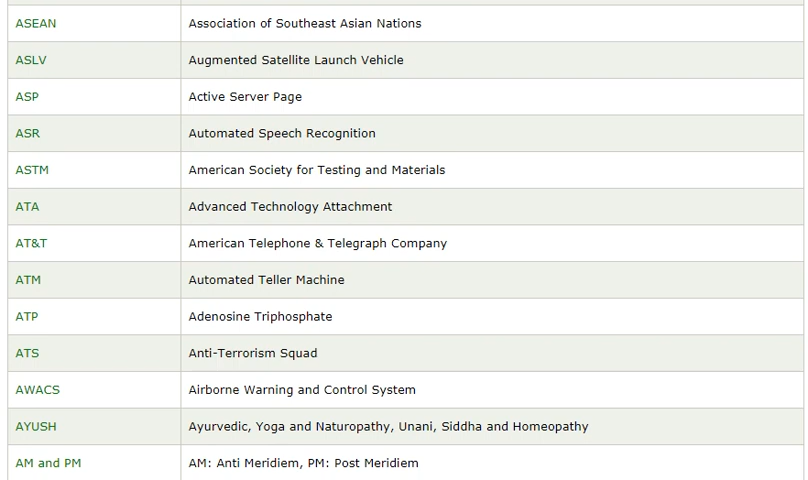 ASEAN Association of Southeast Asian Nations
ASLV Augmented Satellite Launch Vehicle
ASP Active Server Page
ASR Automated Speech Recognition
ASTM American Society for Testing and Materials
ATA Advanced Technology Attachment
AT&T American Telephone & Telegraph Company
ATM Automated Teller Machine
ATP Adenosine Triphosphate
ATS Anti-Terrorism Squad
AWACS Airborne Warning and Control System
AYUSH Ayurvedic, Yoga and Naturopathy, Unani, Siddha and Homeopathy
AM and PM AM: Anti Meridiem, PM: Post Meridiem